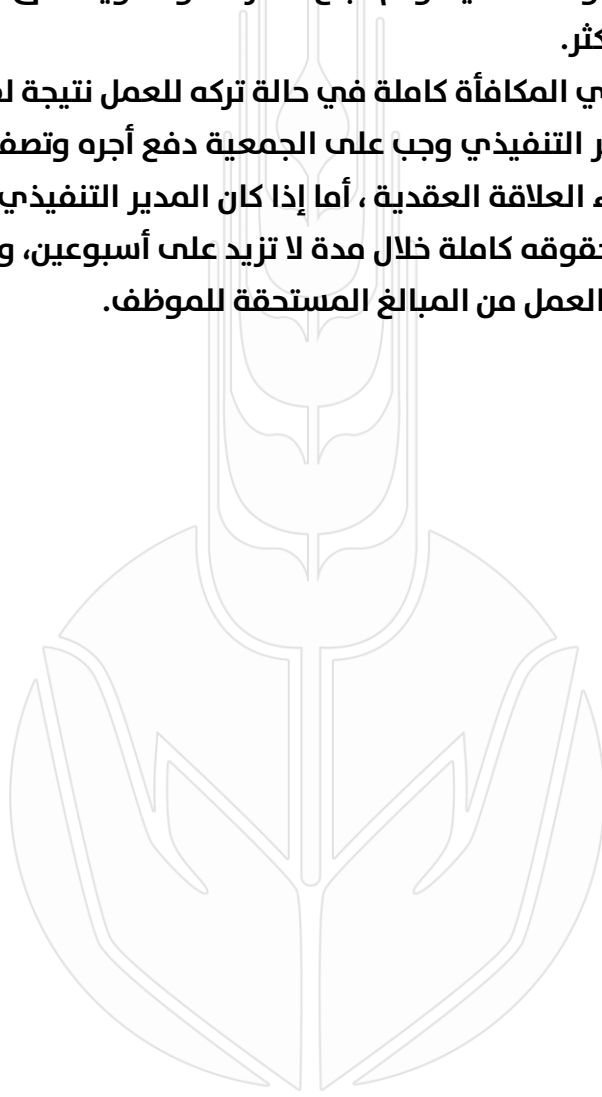 كثر.
ي المكافأة كاملة في حالة تركه للعمل نتيجة
ر التنفيذي وجب على الجمعية دفع أجره
ء العلاقة العقدية ، أما إذا كان المدير التنفيذي
حقوقه كاملة خلال مدة لا تزيد على أسبوعين، و
العمل من المبالغ المستحقة للموظف.